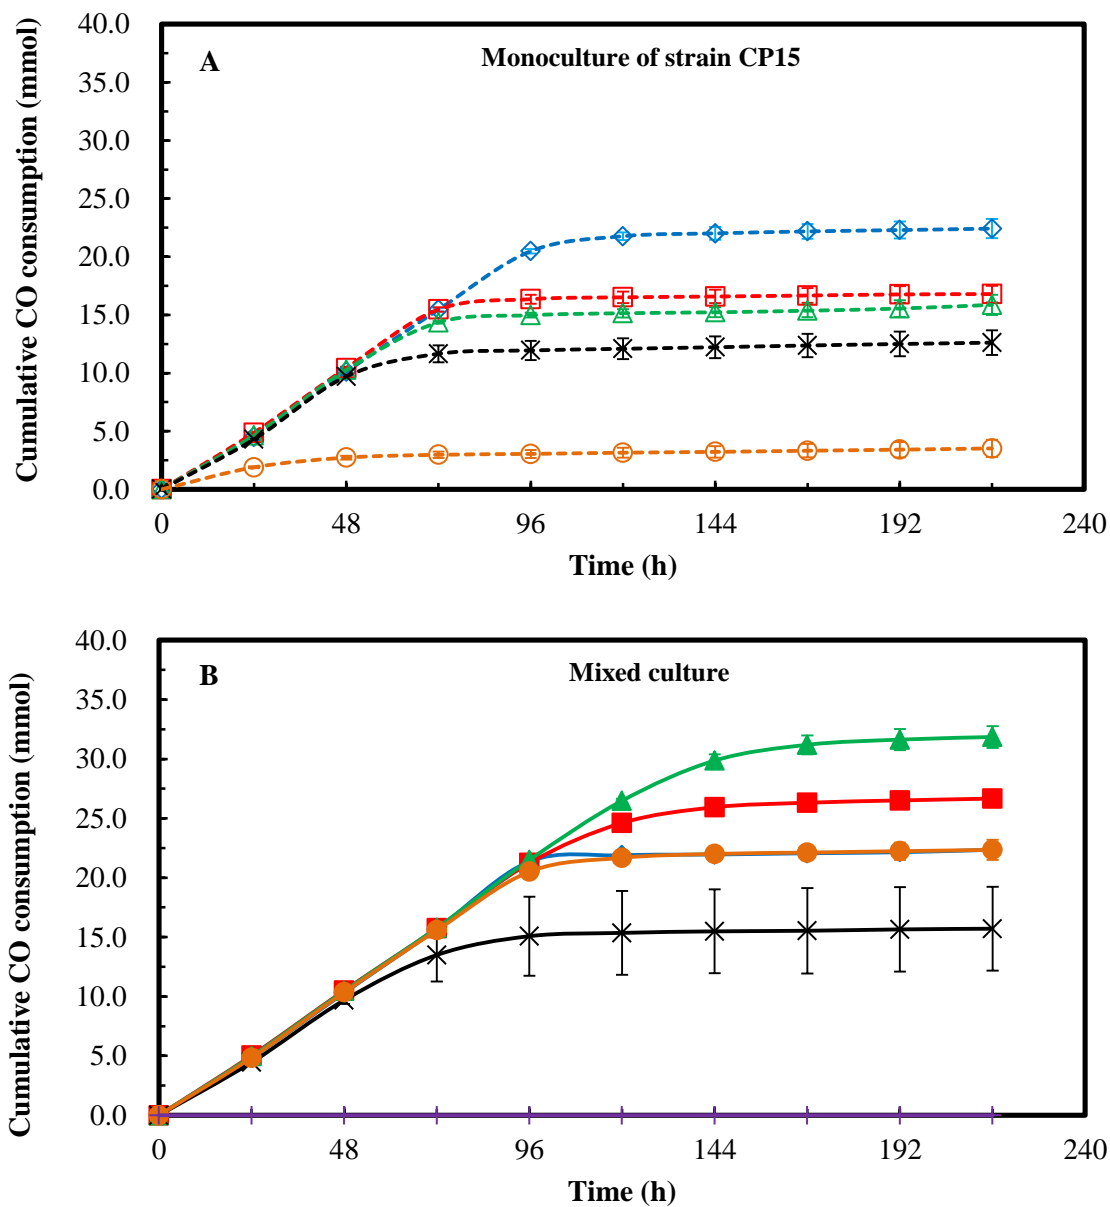 Cumulative CO consumption (mmol)
40.0
35.0
30.0
25.0
20.0
15.0
10.0
5.0
0.0
A
Monoculture of strain CP15
0 48 96 144 192 240
Time (h)
Cumulative CO consumption (mmol)
40.0
35.0
30.0
25.0
20.0
15.0
10.0
5.0
0.0
B
Mixed culture
0 48 96 144 192 240
Time (h)